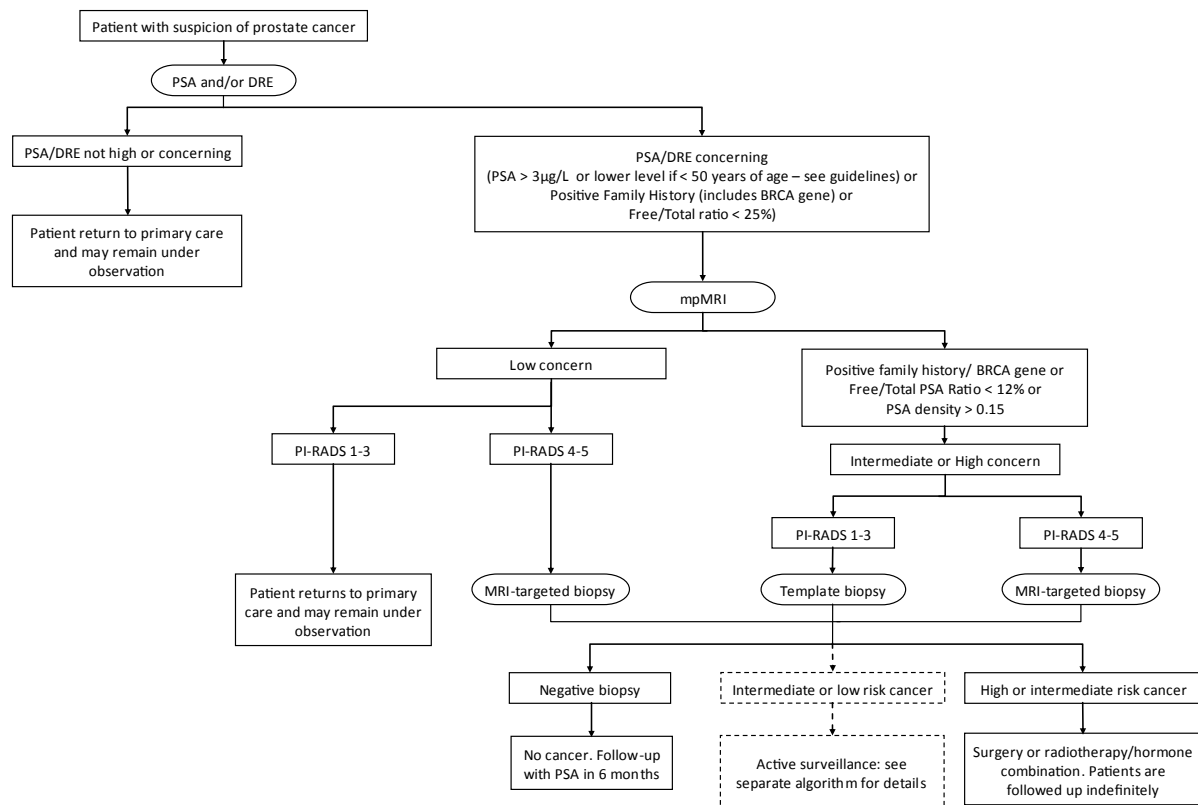 Patient with suspicion of prostate cancer
PSA and/or DRE
PSA/DRE not high or concerning
PSA/DRE concerning
(PSA > 3µg/L or lower level if < 50 years of age – see guidelines) or
Positive Family History (includes BRCA gene) or
Free/Total ratio < 25%)
Patient return to primary care
and may remain under
observation
mpMRI
Low concern
Positive family history/ BRCA gene or
Free/Total PSA Ratio < 12% or
PSA density > 0.15
PI-RADS 1-3
PI-RADS 4-5
Intermediate or High concern
PI-RADS 1-3
PI-RADS 4-5
Patient returns to primary
care and may remain under
observation
MRI-targeted biopsy
Template biopsy
MRI-targeted biopsy
Negative biopsy
Intermediate or low risk cancer
High or intermediate risk cancer
No cancer. Follow-up
with PSA in 6 months
Active surveillance: see
separate algorithm for details
Surgery or radiotherapy/hormone
combination. Patients are
followed up indefinitely